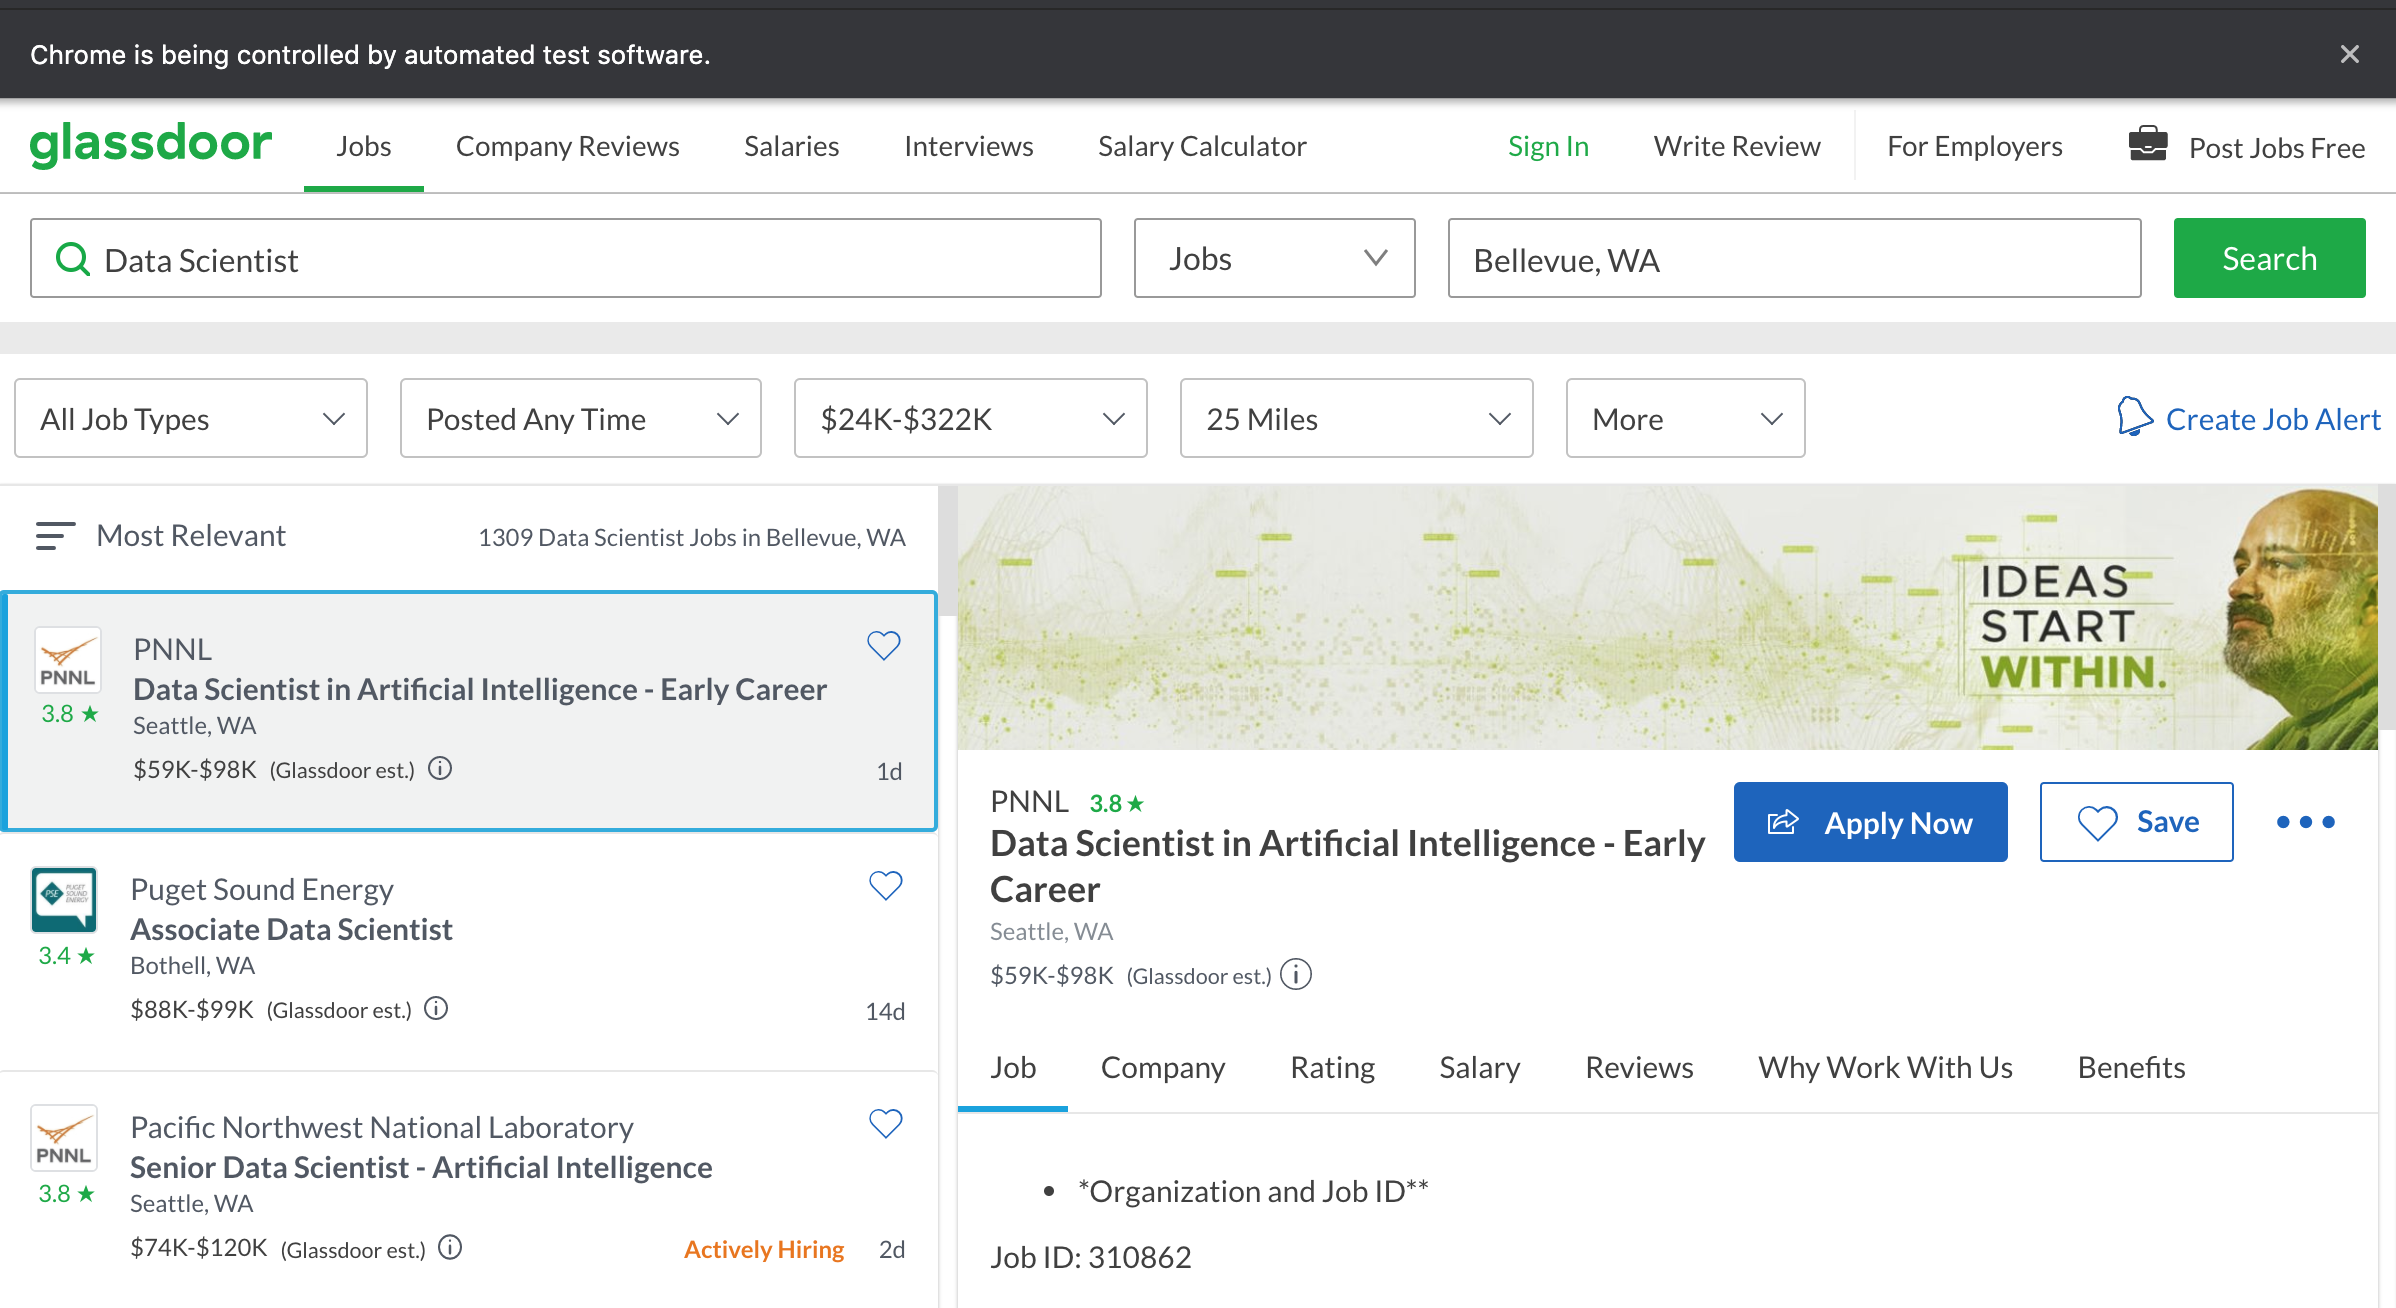 Chrome is being controlled by automated test software.
glassdoor Jobs Company Reviews Salaries Interviews Salary Calculator Sign In Write Review For Employers Post Jobs Free
Data Scientist Jobs Bellevue, WA Search
All Job Types Posted Any Time $24K-$322K 25 Miles More Create Job Alert
Most Relevant 1309 Data Scientist Jobs in Bellevue, WA
PNNL
PNNL
Data Scientist in Artificial Intelligence - Early Career
3.8 ★
Seattle, WA
$59K-$98K (Glassdoor est.) 1d
PSE PUGET SOUND ENERGY
Puget Sound Energy
Associate Data Scientist
3.4 ★
Bothell, WA
$88K-$99K (Glassdoor est.) 14d
PNNL
Pacific Northwest National Laboratory
Senior Data Scientist - Artificial Intelligence
3.8 ★
Seattle, WA
$74K-$120K (Glassdoor est.) Actively Hiring 2d
IDEAS
START
WITHIN.
PNNL 3.8 ★
Data Scientist in Artificial Intelligence - Early
Career
Apply Now Save
Seattle, WA
$59K-$98K (Glassdoor est.)
Job Company Rating Salary Reviews Why Work With Us Benefits
• *Organization and Job ID**
Job ID: 310862